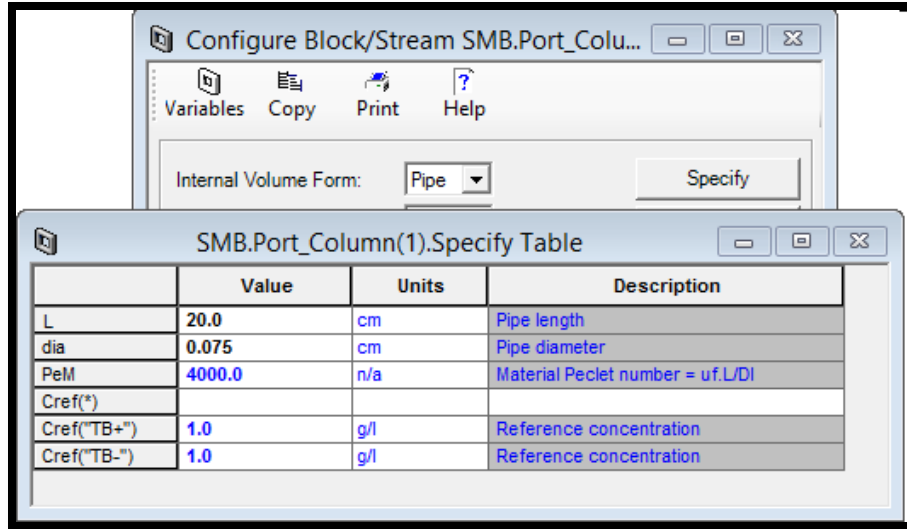 Configure Block/Stream SMB.Port_Colu...
Variables Copy Print Help
Internal Volume Form: Pipe Specify
SMB.Port_Column(1).Specify Table
Value Units Description
L 20.0 cm Pipe length
dia 0.075 cm Pipe diameter
PeM 4000.0 n/a Material Peclet number = uf.L/Dl
Cref(*)
Cref("TB+") 1.0 g/l Reference concentration
Cref("TB-") 1.0 g/l Reference concentration